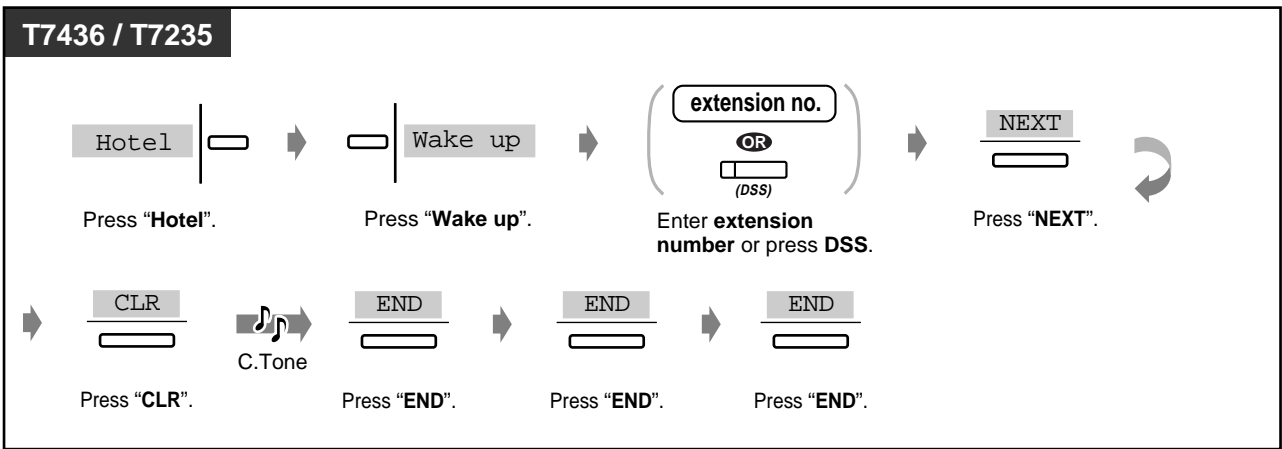 T7436 / T7235
extension no.
Hotel
Wake up
OR
NEXT
(DSS)
Press “Hotel”.
Press “Wake up”.
Enter extension
number or press DSS.
Press “NEXT”.
CLR
END
END
END
C.Tone
Press “CLR”.
Press “END”.
Press “END”.
Press “END”.